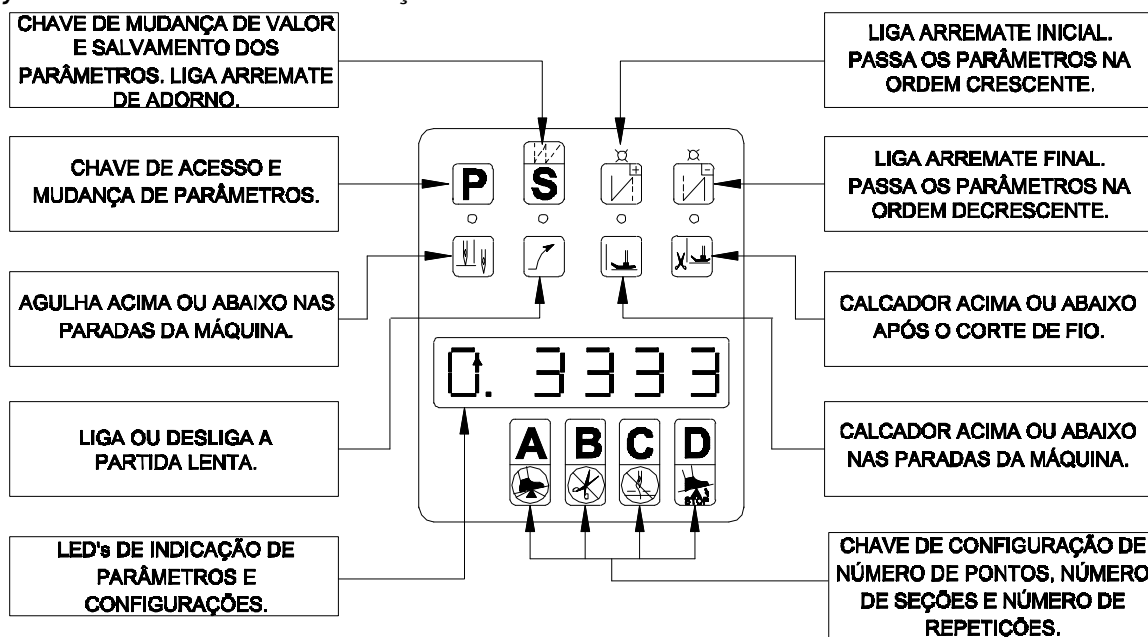 CHAVE DE MUDANÇA DE VALOR
E SALVAMENTO DOS
PARÂMETROS. LIGA ARREMATE
DE ADORNO.
LIGA ARREMATE INICIAL.
PASSA OS PARÂMETROS NA
ORDEM CRESCENTE.
CHAVE DE ACESSO E
MUDANÇA DE PARÂMETROS.
LIGA ARREMATE FINAL.
PASSA OS PARÂMETROS NA
ORDEM DECRESCENTE.
P
S
AGULHA ACIMA OU ABAIXO NAS
PARADAS DA MÁQUINA.
CALCADOR ACIMA OU ABAIXO
APÓS O CORTE DE FIO.
0. 3333
LIGA OU DESLIGA A
PARTIDA LENTA.
CALCADOR ACIMA OU ABAIXO
NAS PARADAS DA MÁQUINA.
A B C D
STOP
LED's DE INDICAÇÃO DE
PARÂMETROS E
CONFIGURAÇÕES.
CHAVE DE CONFIGURAÇÃO DE
NÚMERO DE PONTOS, NÚMERO
DE SEÇÕES E NÚMERO DE
REPETIÇÕES.